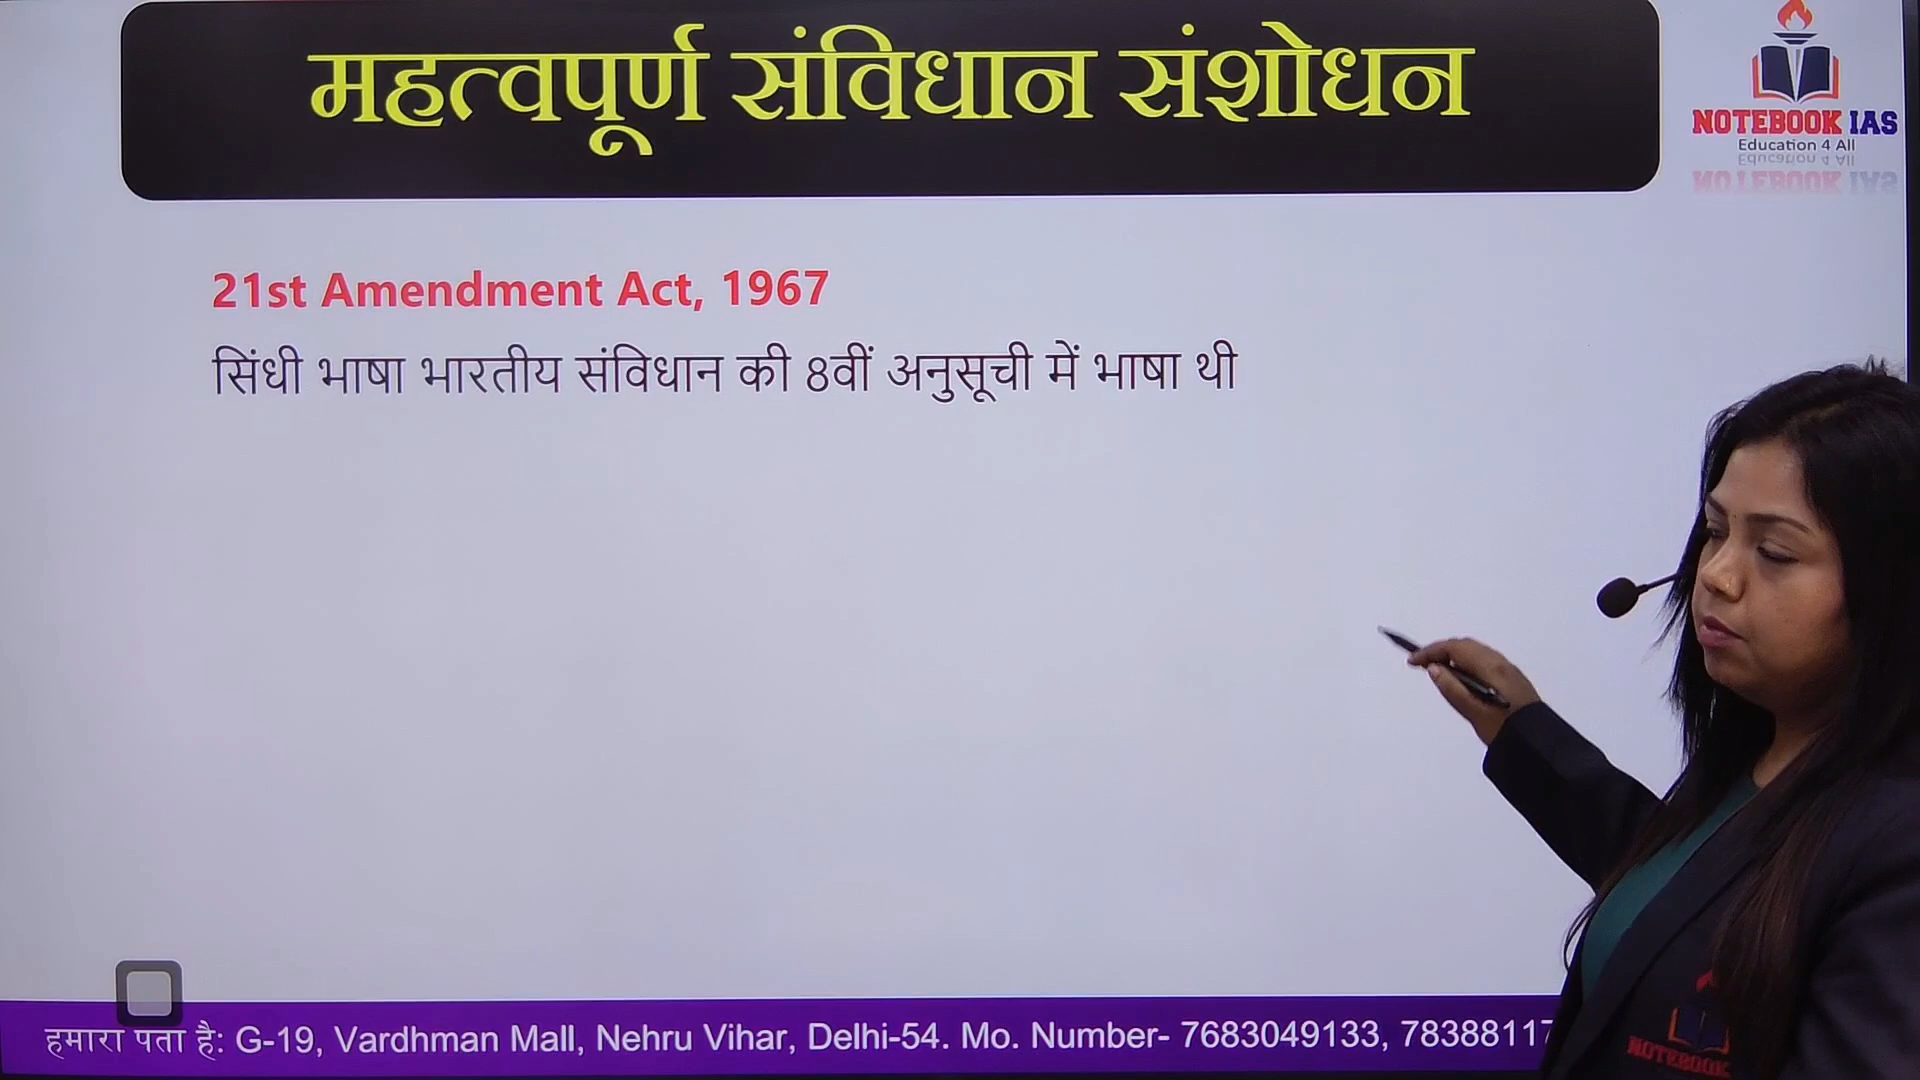 महत्वपूर्ण संविधान संशोधन
NOTEBOOK IAS
Education 4 All
21st Amendment Act, 1967
सिंधी भाषा भारतीय संविधान की 8वीं अनुसूची में भाषा थी
हमारा पता है: G-19, Vardhman Mall, Nehru Vihar, Delhi-54. Mo. Number- 7683049133, 78388117
NOTEBOOK